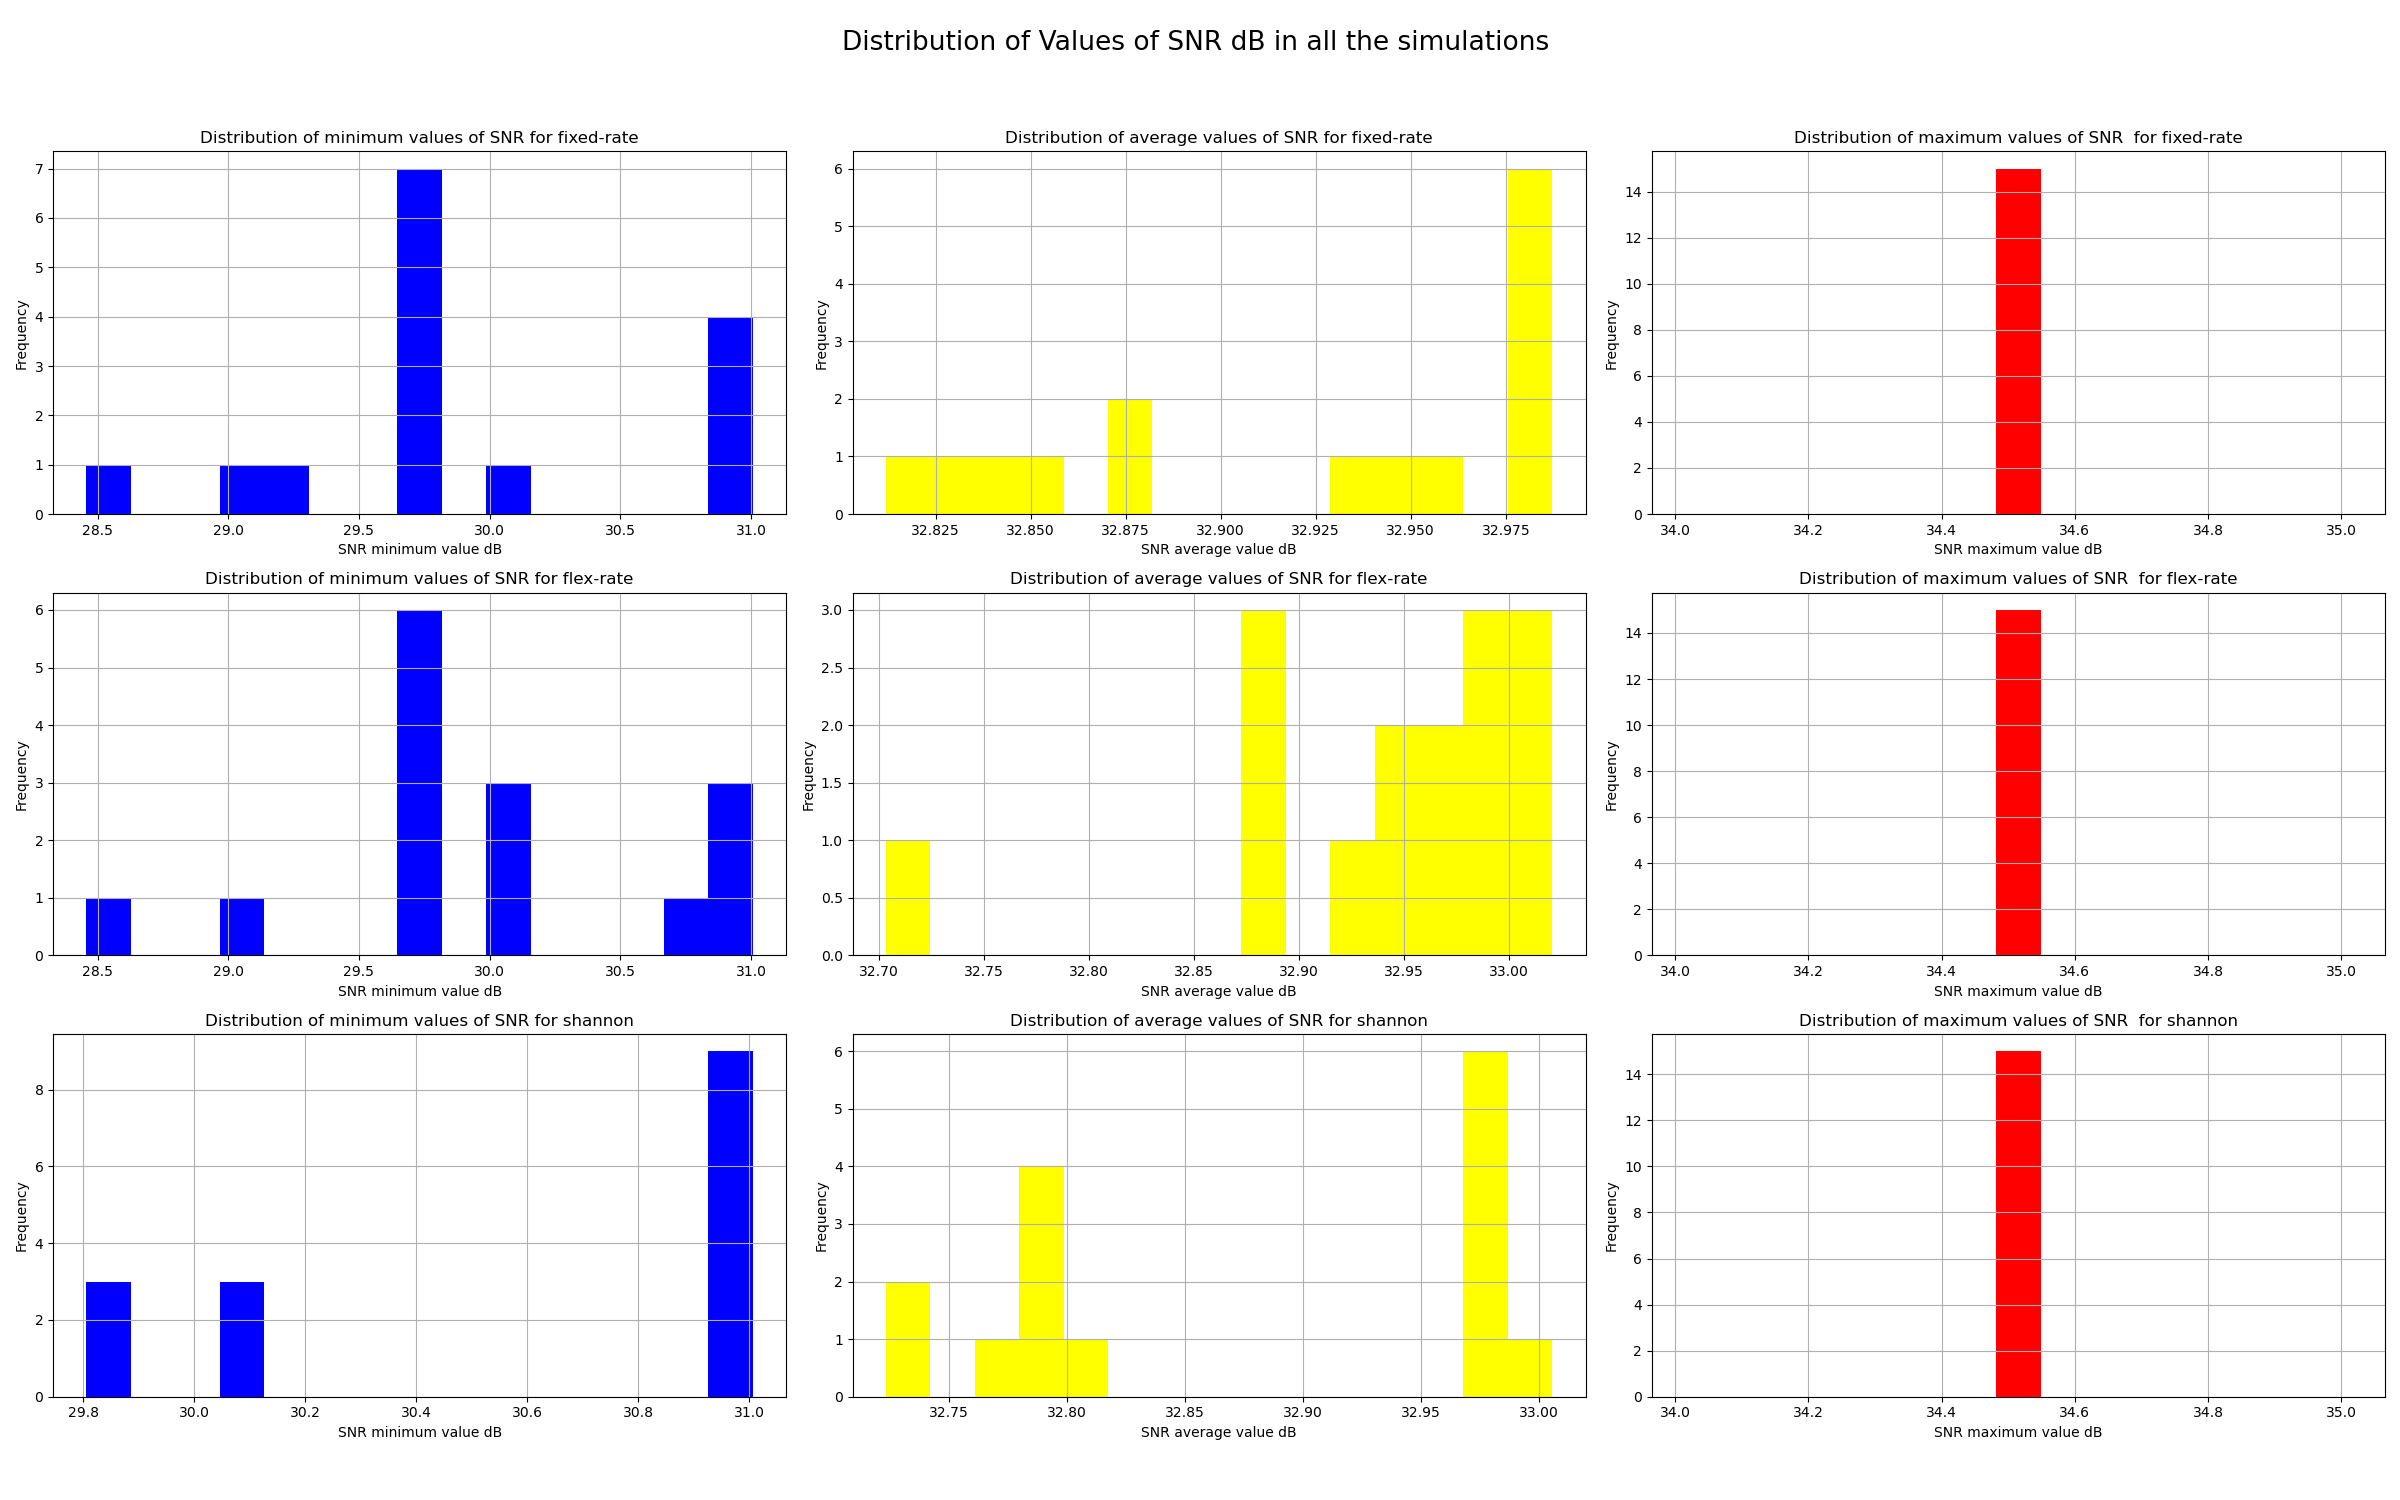 Distribution of Values of SNR dB in all the simulations
Distribution of minimum values of SNR for fixed-rate
Frequency
7
6
5
4
3
2
1
0
28.5 29.0 29.5 30.0 30.5 31.0
SNR minimum value dB
Distribution of average values of SNR for fixed-rate
Frequency
6
5
4
3
2
1
0
32.825 32.850 32.875 32.900 32.925 32.950 32.975
SNR average value dB
Distribution of maximum values of SNR  for fixed-rate
Frequency
14
12
10
8
6
4
2
0
34.0 34.2 34.4 34.6 34.8 35.0
SNR maximum value dB
Distribution of minimum values of SNR for flex-rate
Frequency
6
5
4
3
2
1
0
28.5 29.0 29.5 30.0 30.5 31.0
SNR minimum value dB
Distribution of average values of SNR for flex-rate
Frequency
3.0
2.5
2.0
1.5
1.0
0.5
0.0
32.70 32.75 32.80 32.85 32.90 32.95 33.00
SNR average value dB
Distribution of maximum values of SNR  for flex-rate
Frequency
14
12
10
8
6
4
2
0
34.0 34.2 34.4 34.6 34.8 35.0
SNR maximum value dB
Distribution of minimum values of SNR for shannon
Frequency
8
6
4
2
0
29.8 30.0 30.2 30.4 30.6 30.8 31.0
SNR minimum value dB
Distribution of average values of SNR for shannon
Frequency
6
5
4
3
2
1
0
32.75 32.80 32.85 32.90 32.95 33.00
SNR average value dB
Distribution of maximum values of SNR  for shannon
Frequency
14
12
10
8
6
4
2
0
34.0 34.2 34.4 34.6 34.8 35.0
SNR maximum value dB